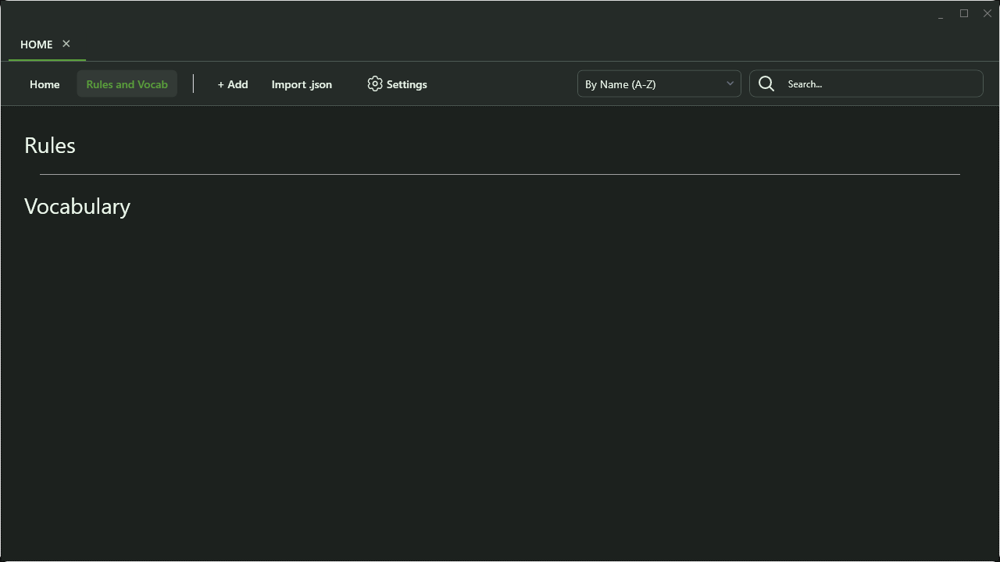 HOME
Home Rules and Vocab + Add Import .json Settings By Name (A-Z) Search...
Rules
Vocabulary